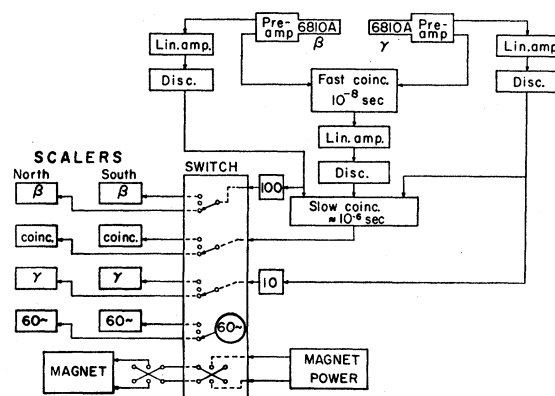 Pre-amp
6810A
β
6810A
γ
Pre-amp
Lin.amp.
Lin.amp.
Disc.
Disc.
Fast coinc.
10⁻⁸ sec
Lin.amp.
Disc.
Slow coinc.
≈10⁻⁶ sec
SCALERS
North
South
SWITCH
β
β
100
coinc.
coinc.
γ
γ
10
60~
60~
60~
MAGNET
MAGNET
POWER